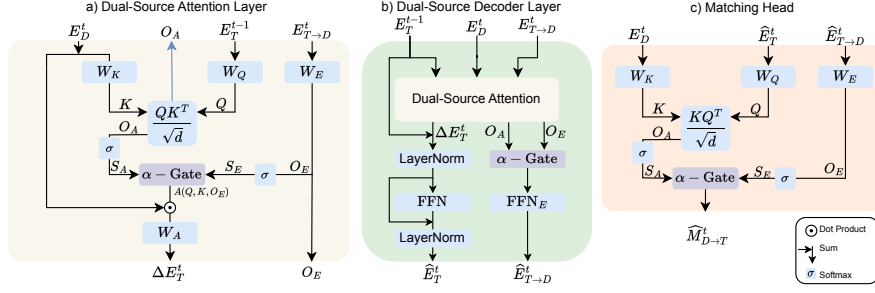 a) Dual-Source Attention Layer
E_D^t O_A E_T^{t-1} E_{T→D}^t
W_K W_Q W_E
K QK^T / √d Q
O_A
σ
S_A α − Gate S_E σ O_E
A(Q, K, O_E)
W_A
ΔE_T^t O_E
b) Dual-Source Decoder Layer
E_T^{t-1} E_D^t E_{T→D}^t
Dual-Source Attention
ΔE_T^t O_A O_E
LayerNorm α − Gate
FFN FFN_E
LayerNorm
Ê_T^t Ê_{T→D}^t
c) Matching Head
E_D^t Ê_T^t Ê_{T→D}^t
W_K W_Q W_E
K KQ^T / √d Q
O_A
σ
S_A α − Gate S_E σ O_E
M̂_{D→T}^t
Dot Product
Sum
σ Softmax